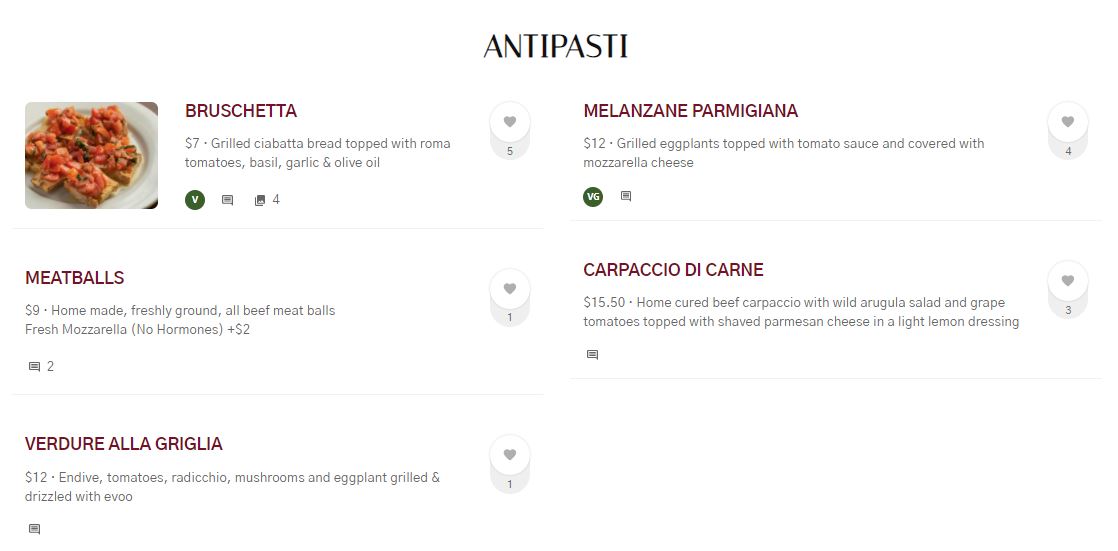 ANTIPASTI
BRUSCHETTA
$7 · Grilled ciabatta bread topped with roma
tomatoes, basil, garlic & olive oil
V
4
5
MEATBALLS
$9 · Home made, freshly ground, all beef meat balls
Fresh Mozzarella (No Hormones) +$2
2
1
VERDURE ALLA GRIGLIA
$12 · Endive, tomatoes, radicchio, mushrooms and eggplant grilled &
drizzled with evoo
1
MELANZANE PARMIGIANA
$12 · Grilled eggplants topped with tomato sauce and covered with
mozzarella cheese
VG
4
CARPACCIO DI CARNE
$15.50 · Home cured beef carpaccio with wild arugula salad and grape
tomatoes topped with shaved parmesan cheese in a light lemon dressing
3